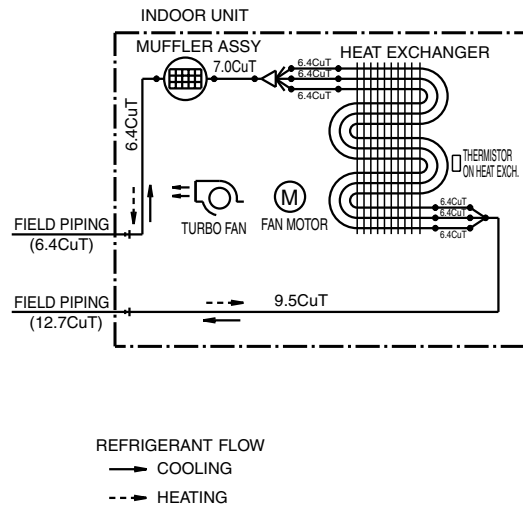 INDOOR UNIT
MUFFLER ASSY
HEAT EXCHANGER
7.0CuT
6.4CuT
6.4CuT
6.4CuT
6.4CuT
THERMISTOR
ON HEAT EXCH.
M
TURBO FAN
FAN MOTOR
6.4CuT
6.4CuT
6.4CuT
FIELD PIPING
(6.4CuT)
FIELD PIPING
(12.7CuT)
9.5CuT
REFRIGERANT FLOW
COOLING
HEATING